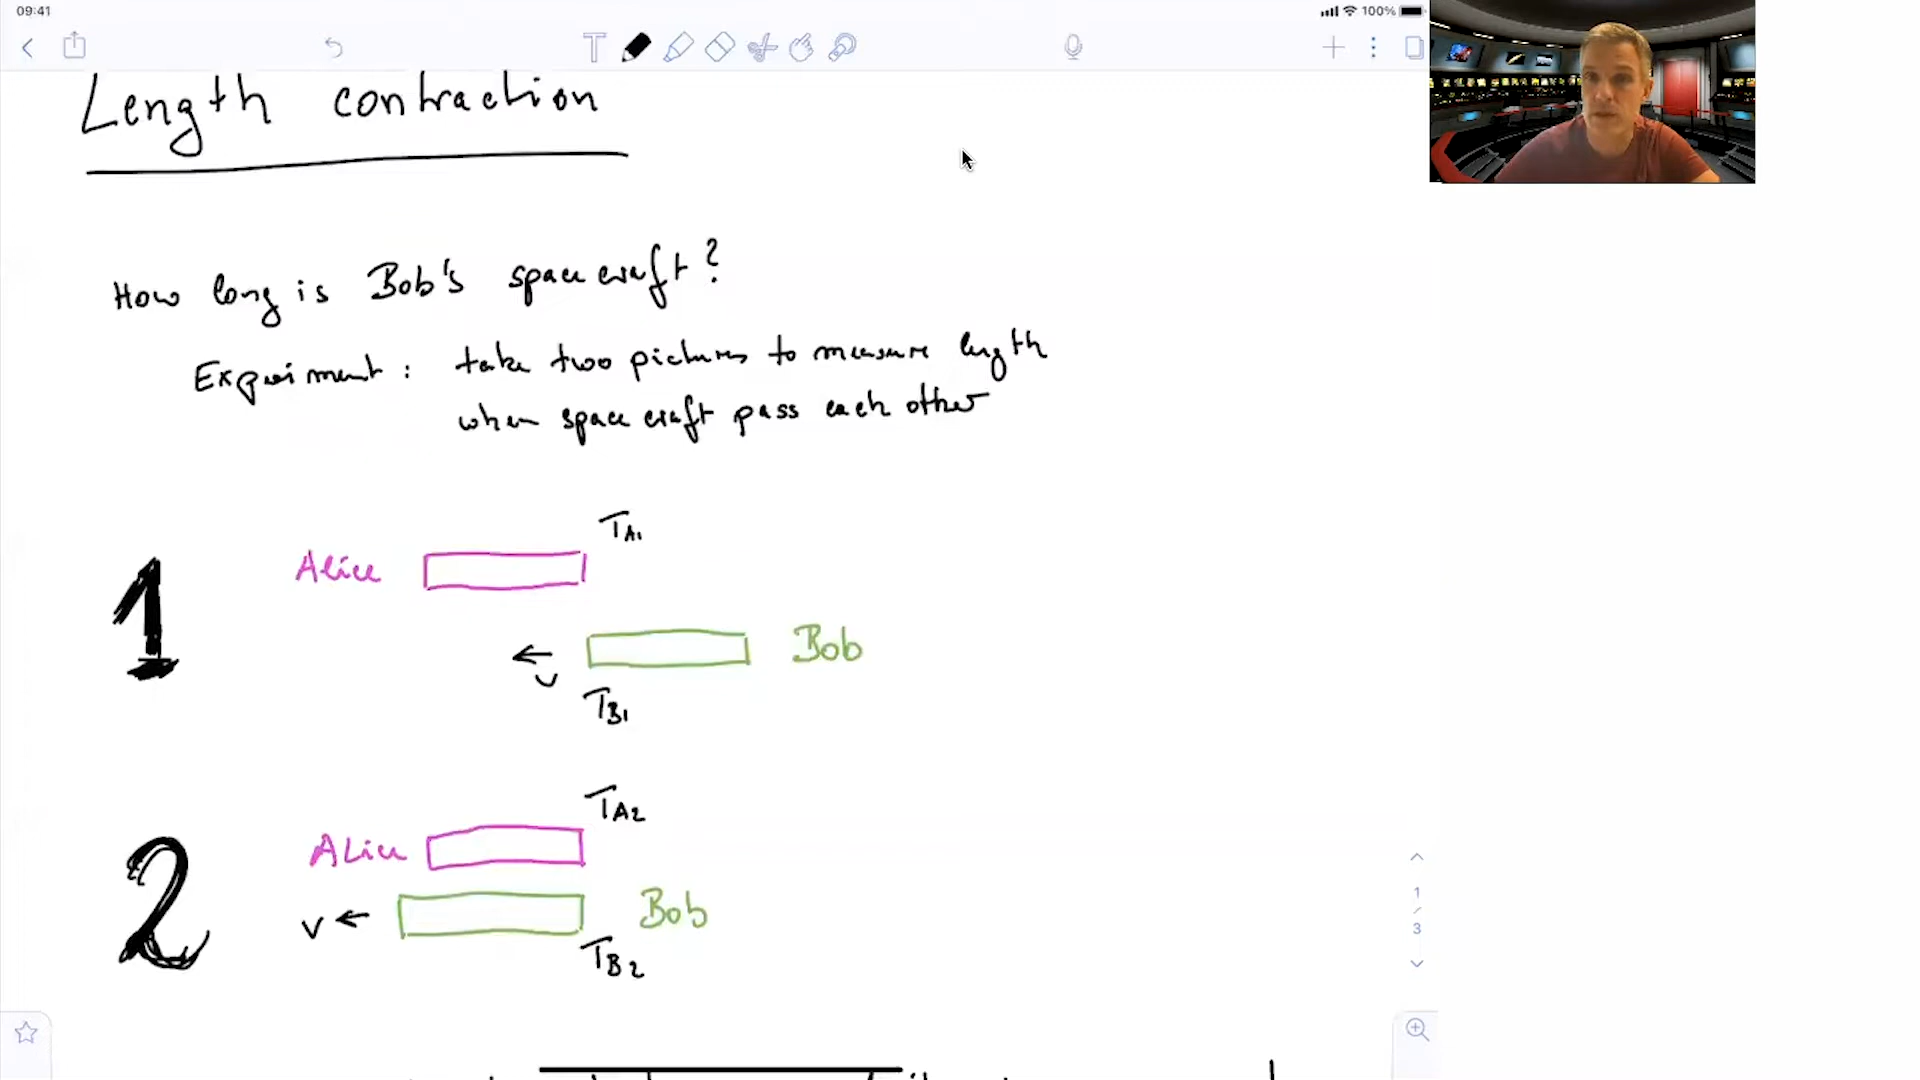 09:41
100%
Length contraction
How long is Bob's spacecraft?
Experiment: take two pictures to measure length
when spacecraft pass each other
1
Alice
TA1
v
Bob
TB1
2
Alice
TA2
v
Bob
TB2
1
/
3